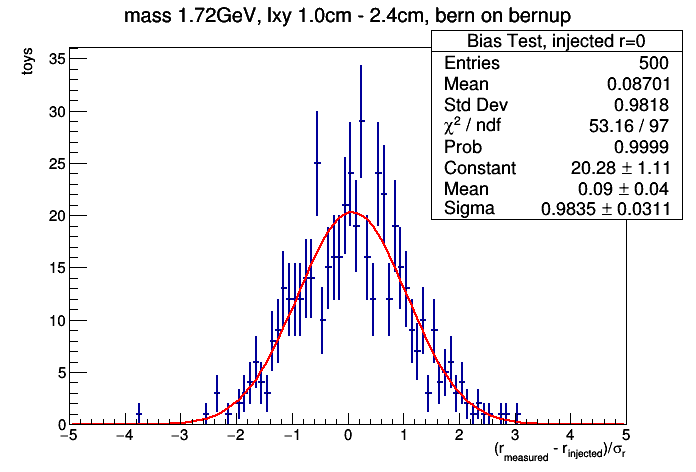 mass 1.72GeV, lxy 1.0cm - 2.4cm, bern on bernup
Bias Test, injected r=0
Entries 500
Mean 0.08701
Std Dev 0.9818
χ² / ndf 53.16 / 97
Prob 0.9999
Constant 20.28 ± 1.11
Mean 0.09 ± 0.04
Sigma 0.9835 ± 0.0311
toys
35
30
25
20
15
10
5
0
−5 −4 −3 −2 −1 0 1 2 3 4 5
(r_measured - r_injected)/σ_r